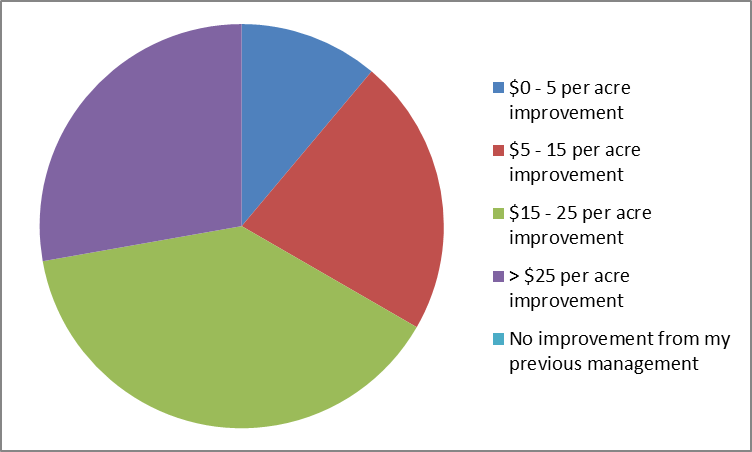 $0 - 5 per acre
improvement
$5 - 15 per acre
improvement
$15 - 25 per acre
improvement
> $25 per acre
improvement
No improvement from my
previous management